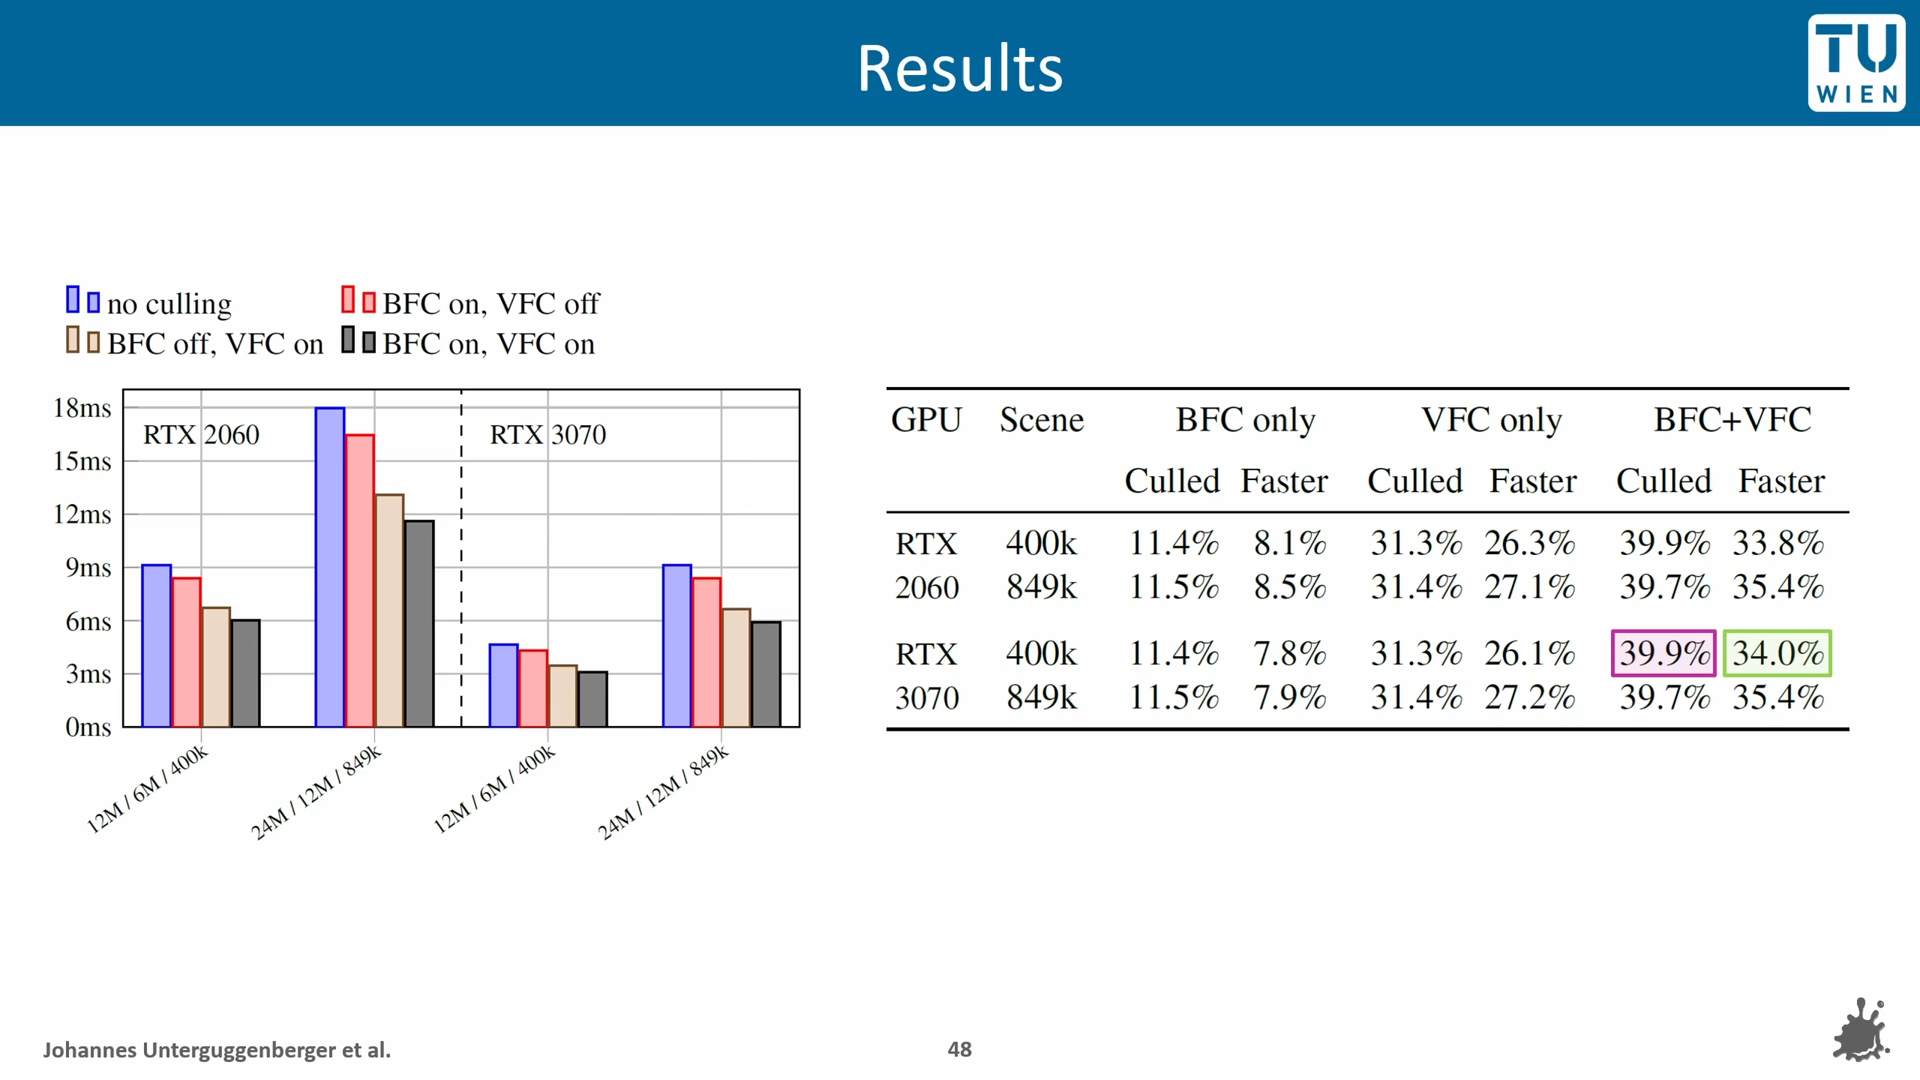 Results
TU
WIEN
no culling
BFC on, VFC off
BFC off, VFC on
BFC on, VFC on
18ms
15ms
12ms
9ms
6ms
3ms
0ms
RTX 2060
RTX 3070
12M / 6M / 400k
24M / 12M / 849k
12M / 6M / 400k
24M / 12M / 849k
GPU Scene BFC only VFC only BFC+VFC
Culled Faster Culled Faster Culled Faster
RTX 400k 11.4% 8.1% 31.3% 26.3% 39.9% 33.8%
2060 849k 11.5% 8.5% 31.4% 27.1% 39.7% 35.4%
RTX 400k 11.4% 7.8% 31.3% 26.1% 39.9% 34.0%
3070 849k 11.5% 7.9% 31.4% 27.2% 39.7% 35.4%
Johannes Unterguggenberger et al.
48